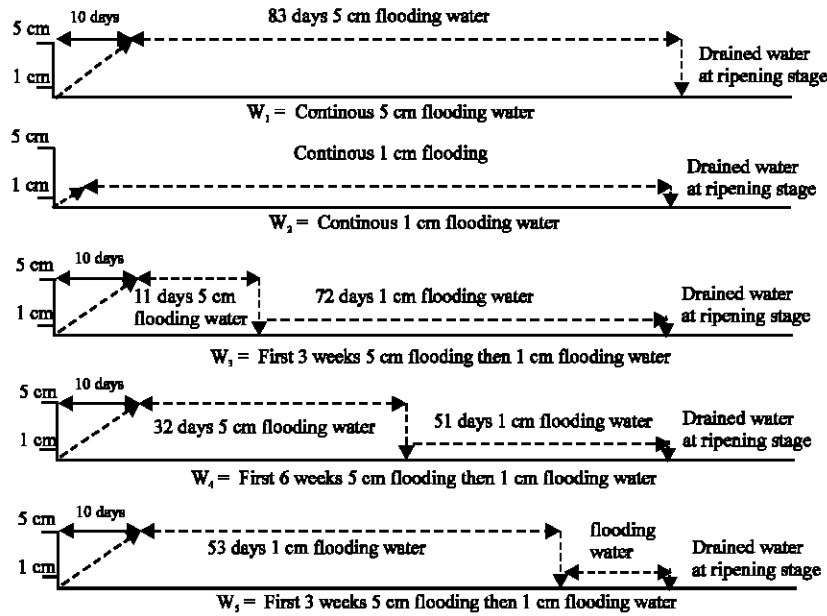 10 days
83 days 5 cm flooding water
5 cm
1 cm
Drained water
at ripening stage
W1 = Continous 5 cm flooding water
5 cm
Continous 1 cm flooding
1 cm
Drained water
at ripening stage
W2 = Continous 1 cm flooding water
10 days
5 cm
11 days 5 cm
flooding water
72 days 1 cm flooding water
1 cm
Drained water
at ripening stage
W3 = First 3 weeks 5 cm flooding then 1 cm flooding water
10 days
5 cm
32 days 5 cm flooding water
51 days 1 cm flooding water
1 cm
Drained water
at ripening stage
W4 = First 6 weeks 5 cm flooding then 1 cm flooding water
10 days
5 cm
53 days 1 cm flooding water
flooding
water
1 cm
Drained water
at ripening stage
W5 = First 3 weeks 5 cm flooding then 1 cm flooding water